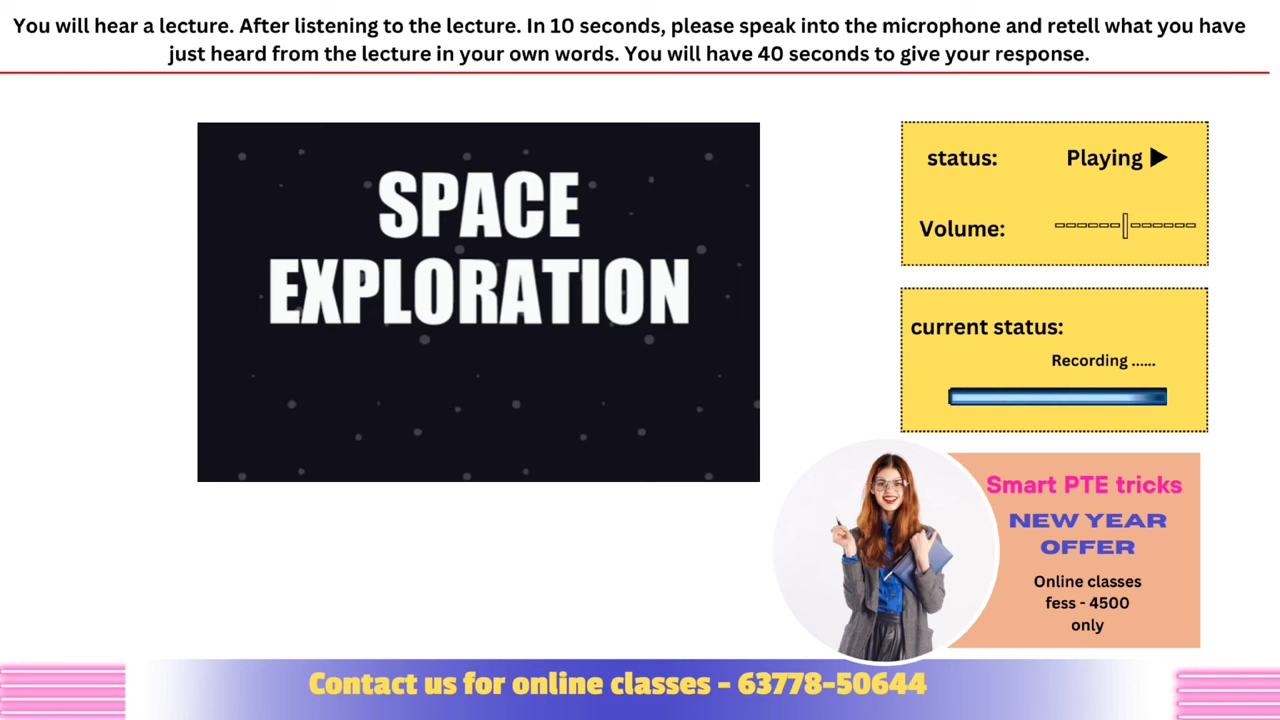 You will hear a lecture. After listening to the lecture. In 10 seconds, please speak into the microphone and retell what you have
just heard from the lecture in your own words. You will have 40 seconds to give your response.
SPACE
EXPLORATION
status: Playing ▶
Volume:
current status:
Recording ......
Smart PTE tricks
NEW YEAR
OFFER
Online classes
fess - 4500
only
Contact us for online classes - 63778-50644